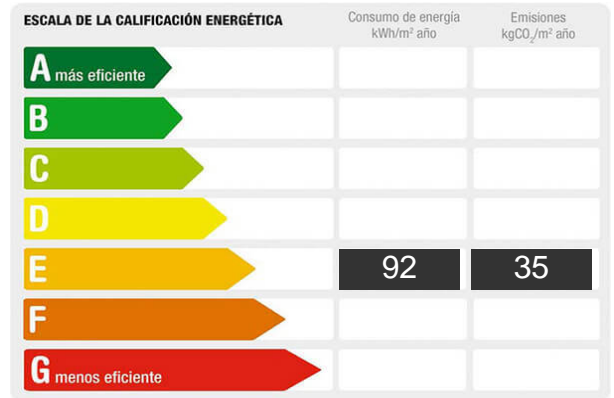 ESCALA DE LA CALIFICACIÓN ENERGÉTICA
Consumo de energía
kWh/m² año
Emisiones
kgCO₂/m² año
A más eficiente
B
C
D
E 92 35
F
G menos eficiente